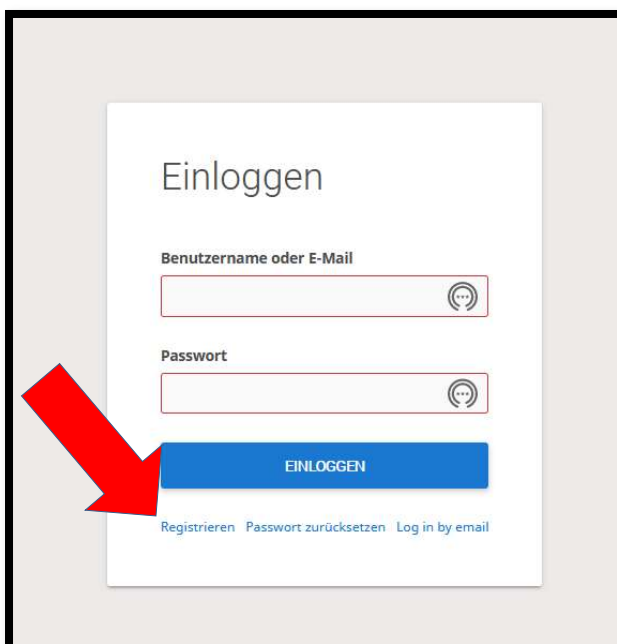 Einloggen
Benutzername oder E-Mail
Passwort
EINLOGGEN
Registrieren Passwort zurücksetzen Log in by email